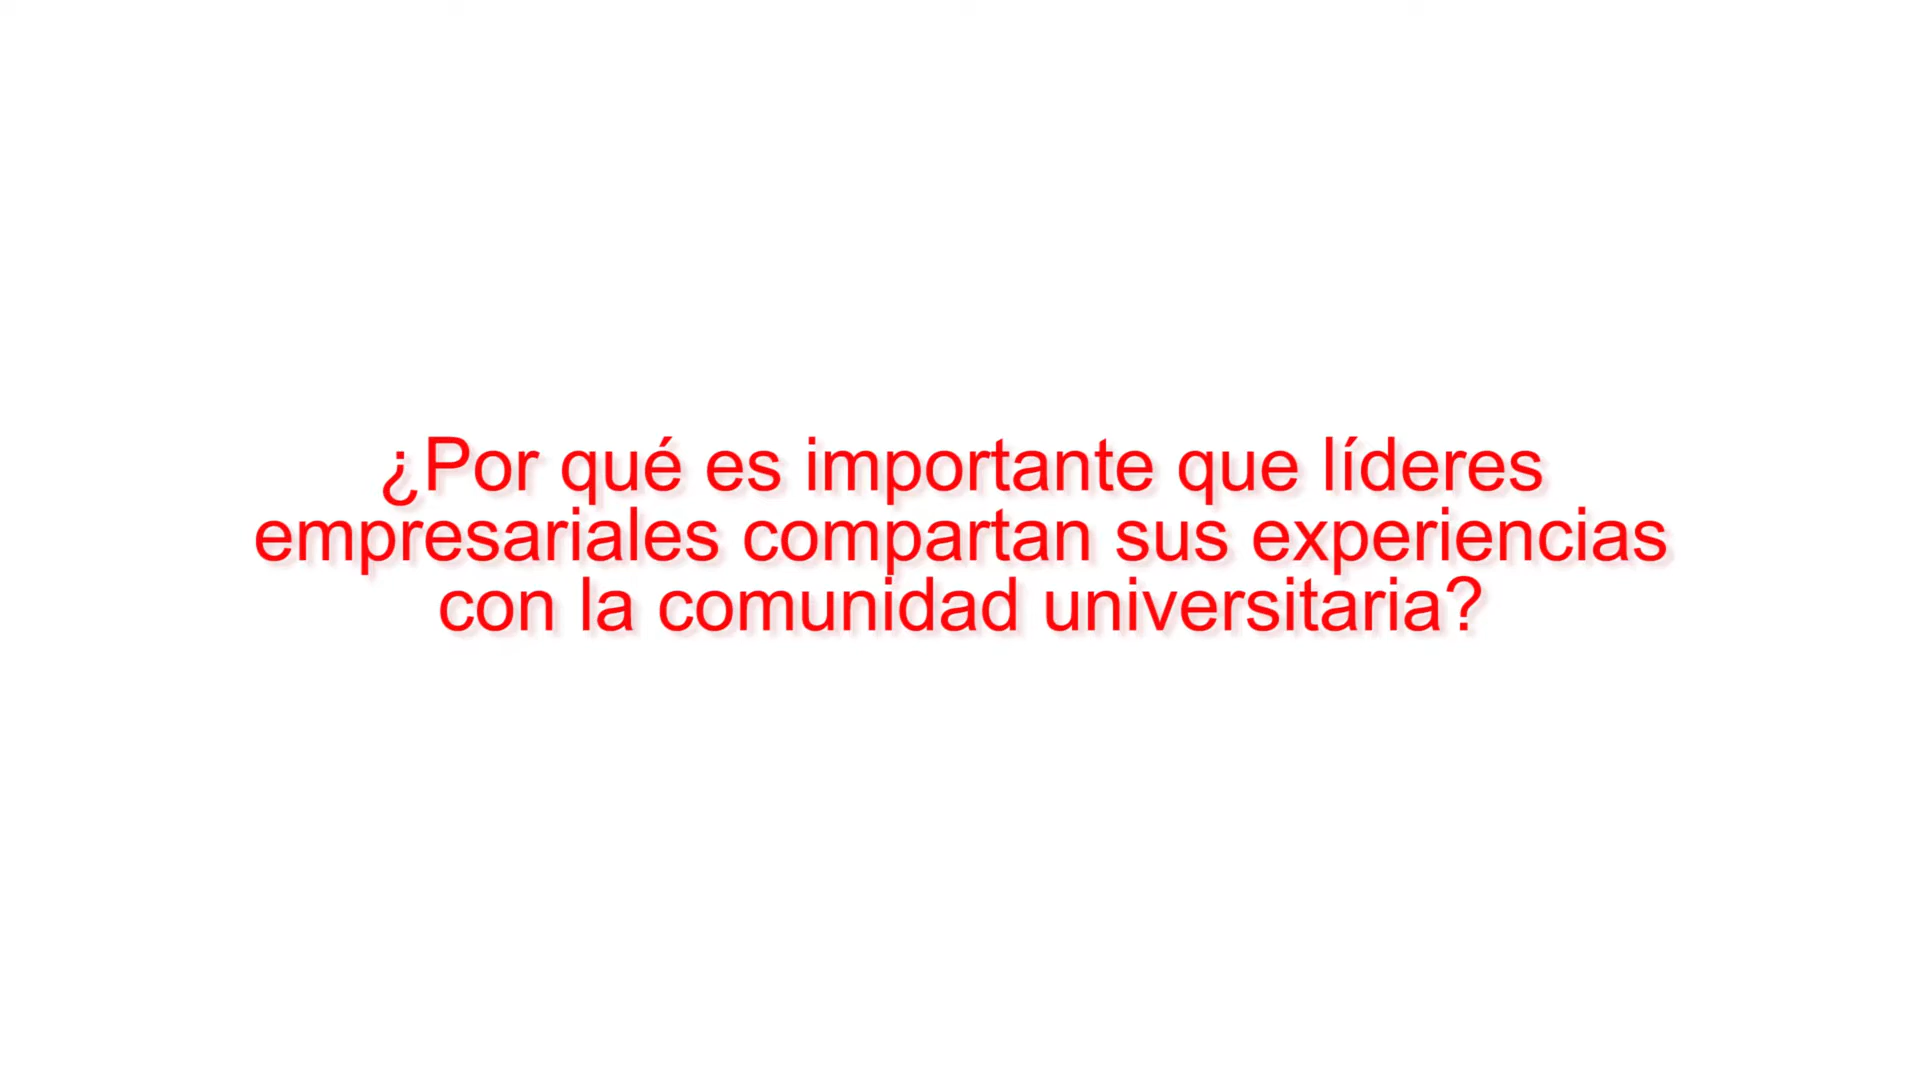 ¿Por qué es importante que líderes
empresariales compartan sus experiencias
con la comunidad universitaria?